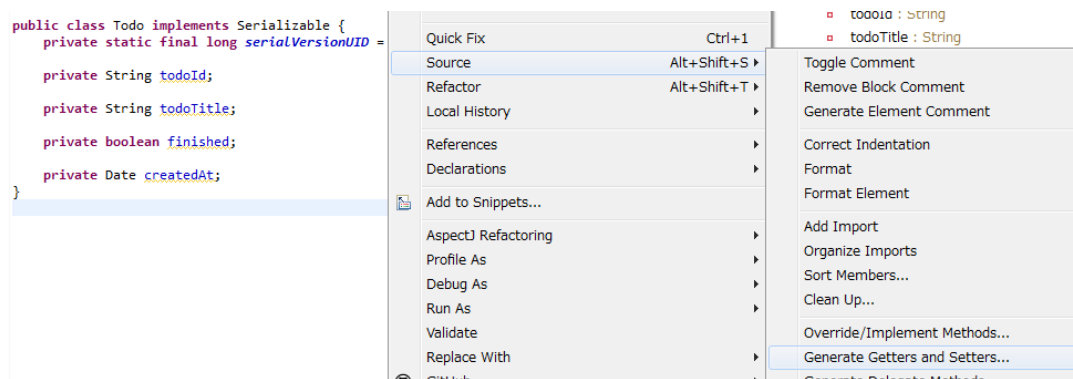 public class Todo implements Serializable {
private static final long serialVersionUID =
private String todoId;
private String todoTitle;
private boolean finished;
private Date createdAt;
}
Quick Fix Ctrl+1
Source Alt+Shift+S
Refactor Alt+Shift+T
Local History
References
Declarations
Add to Snippets...
AspectJ Refactoring
Profile As
Debug As
Run As
Validate
Replace With
GitHub
todoId : String
todoTitle : String
Toggle Comment
Remove Block Comment
Generate Element Comment
Correct Indentation
Format
Format Element
Add Import
Organize Imports
Sort Members...
Clean Up...
Override/Implement Methods...
Generate Getters and Setters...
Generate Delegate Methods...